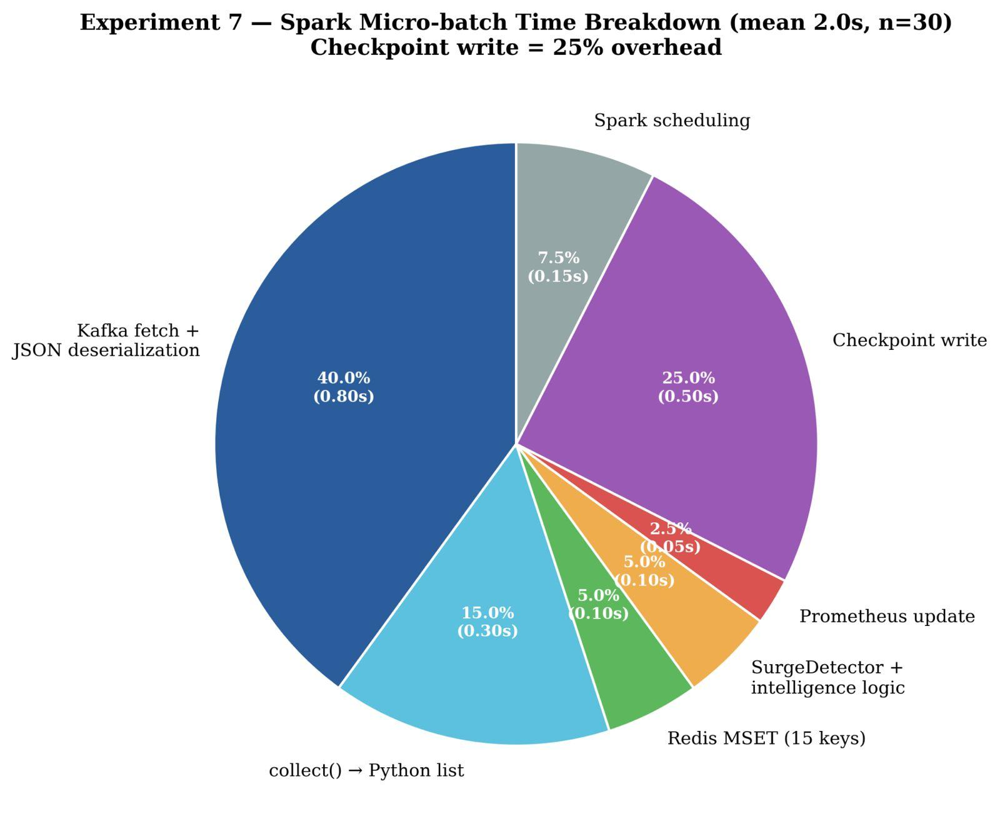 Experiment 7 — Spark Micro-batch Time Breakdown (mean 2.0s, n=30)
Checkpoint write = 25% overhead
Spark scheduling
7.5%
(0.15s)
Kafka fetch +
JSON deserialization
40.0%
(0.80s)
Checkpoint write
25.0%
(0.50s)
2.5%
(0.05s)
5.0%
(0.10s)
5.0%
(0.10s)
15.0%
(0.30s)
Prometheus update
SurgeDetector +
intelligence logic
Redis MSET (15 keys)
collect() → Python list